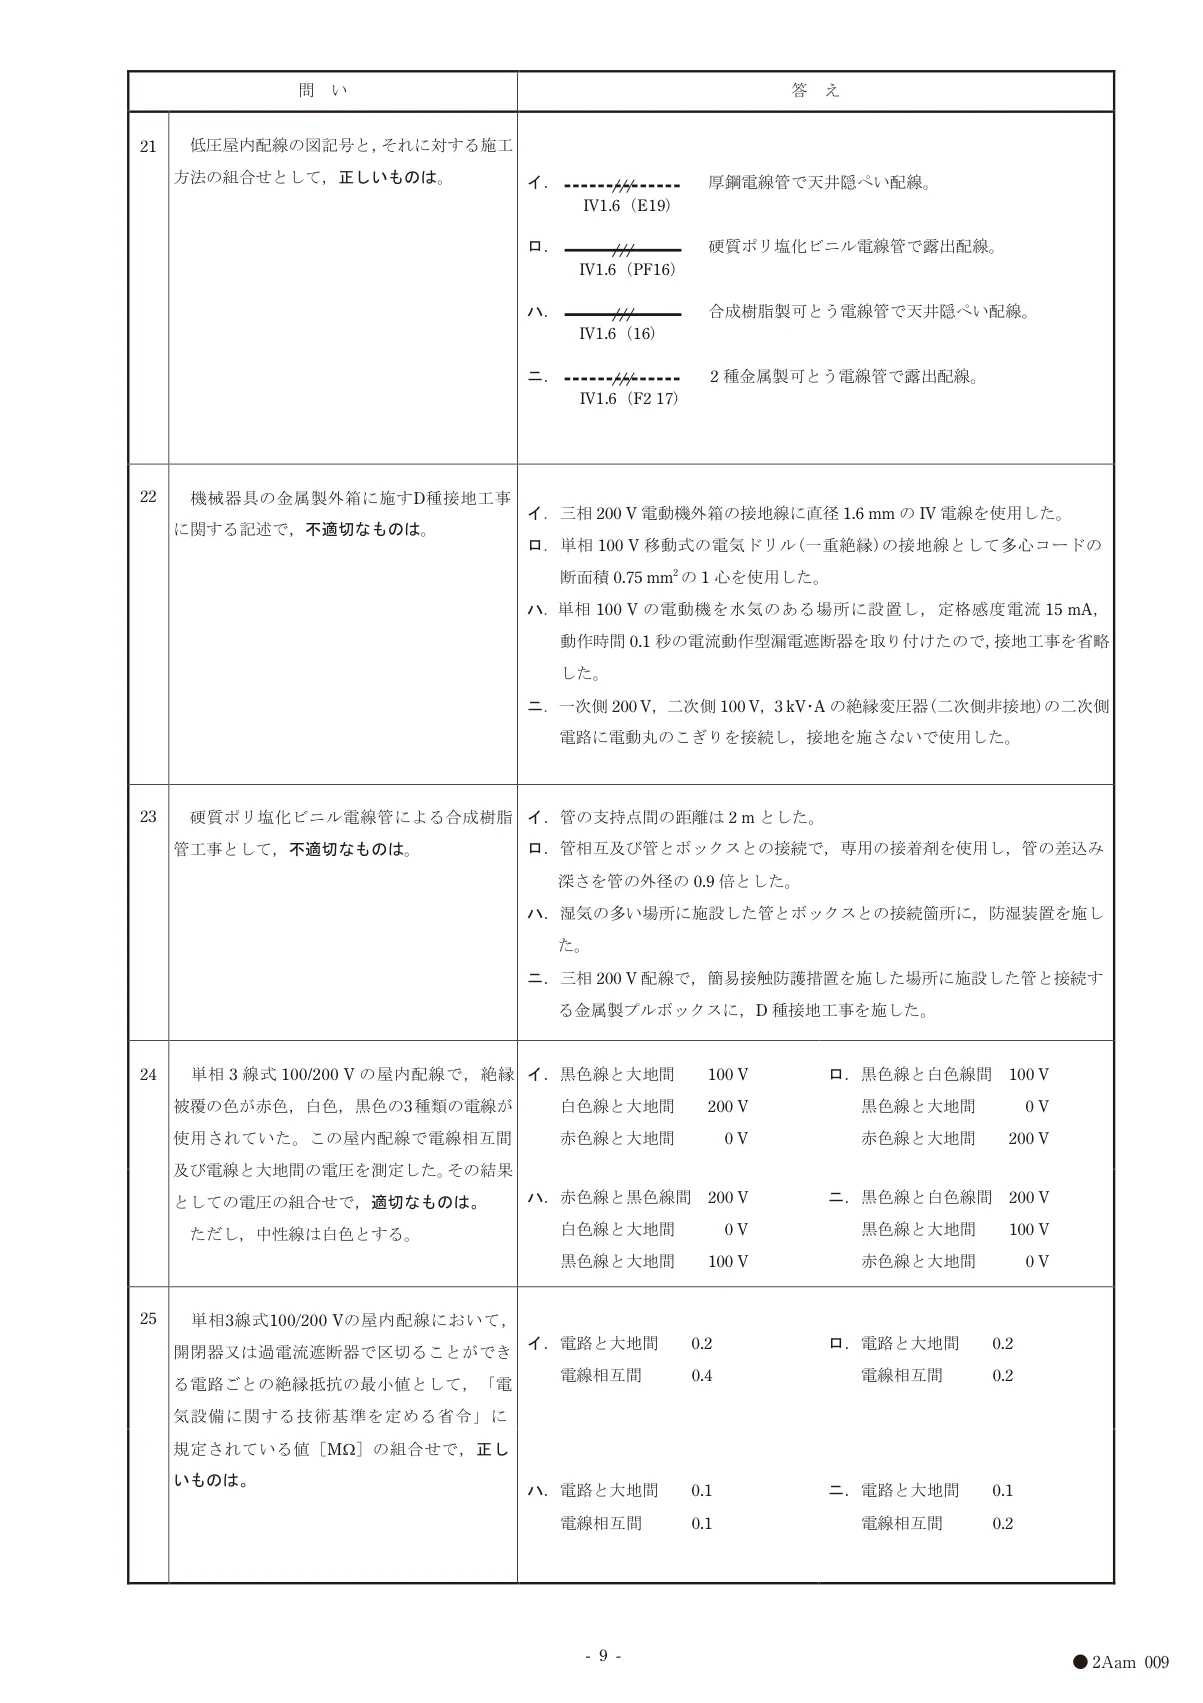 問　い　　答　え
21　低圧屋内配線の図記号と，それに対する施工
方法の組合せとして，正しいものは。
イ．　厚鋼電線管で天井隠ぺい配線。
IV1.6（E19）
ロ．　硬質ポリ塩化ビニル電線管で露出配線。
IV1.6（PF16）
ハ．　合成樹脂製可とう電線管で天井隠ぺい配線。
IV1.6（16）
ニ．　2 種金属製可とう電線管で露出配線。
IV1.6（F2 17）
22　機械器具の金属製外箱に施すD種接地工事
に関する記述で，不適切なものは。
イ．三相 200 V 電動機外箱の接地線に直径 1.6 mm の IV 電線を使用した。
ロ．単相 100 V 移動式の電気ドリル（一重絶縁）の接地線として多心コードの
断面積 0.75 mm² の 1 心を使用した。
ハ．単相 100 V の電動機を水気のある場所に設置し，定格感度電流 15 mA，
動作時間 0.1 秒の電流動作型漏電遮断器を取り付けたので，接地工事を省略
した。
ニ．一次側 200 V，二次側 100 V，3 kV･A の絶縁変圧器（二次側非接地）の二次側
電路に電動丸のこぎりを接続し，接地を施さないで使用した。
23　硬質ポリ塩化ビニル電線管による合成樹脂
管工事として，不適切なものは。
イ．管の支持点間の距離は 2 m とした。
ロ．管相互及び管とボックスとの接続で，専用の接着剤を使用し，管の差込み
深さを管の外径の 0.9 倍とした。
ハ．湿気の多い場所に施設した管とボックスとの接続箇所に，防湿装置を施し
た。
ニ．三相 200 V 配線で，簡易接触防護措置を施した場所に施設した管と接続す
る金属製プルボックスに，D 種接地工事を施した。
24　単相 3 線式 100/200 V の屋内配線で，絶縁
被覆の色が赤色，白色，黒色の3種類の電線が
使用されていた。この屋内配線で電線相互間
及び電線と大地間の電圧を測定した。その結果
としての電圧の組合せで，適切なものは。
ただし，中性線は白色とする。
イ．黒色線と大地間　100 V
白色線と大地間　200 V
赤色線と大地間　0 V
ロ．黒色線と白色線間　100 V
黒色線と大地間　0 V
赤色線と大地間　200 V
ハ．赤色線と黒色線間　200 V
白色線と大地間　0 V
黒色線と大地間　100 V
ニ．黒色線と白色線間　200 V
黒色線と大地間　100 V
赤色線と大地間　0 V
25　単相3線式100/200 Vの屋内配線において，
開閉器又は過電流遮断器で区切ることができ
る電路ごとの絶縁抵抗の最小値として，「電
気設備に関する技術基準を定める省令」に
規定されている値［MΩ］の組合せで，正し
いものは。
イ．電路と大地間　0.2
電線相互間　0.4
ロ．電路と大地間　0.2
電線相互間　0.2
ハ．電路と大地間　0.1
電線相互間　0.1
ニ．電路と大地間　0.1
電線相互間　0.2
- 9 -
●2Aam 009